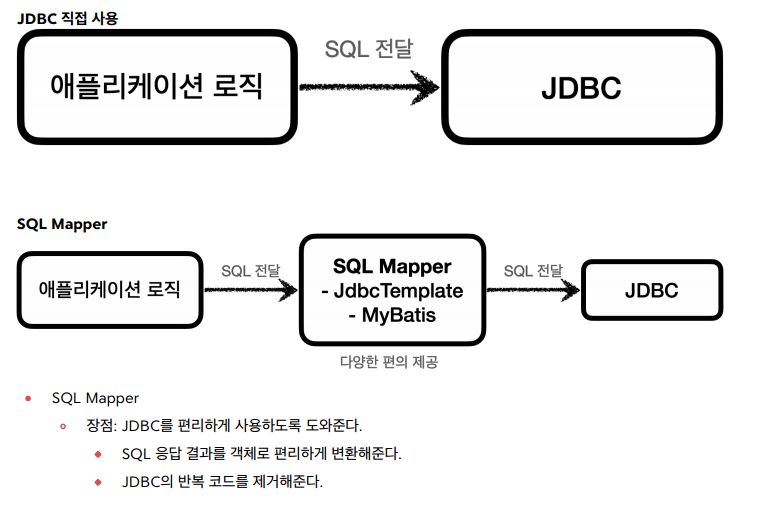 JDBC 직접 사용
SQL 전달
애플리케이션 로직
JDBC
SQL Mapper
애플리케이션 로직
SQL 전달
SQL Mapper
- JdbcTemplate
- MyBatis
SQL 전달
JDBC
다양한 편의 제공
SQL Mapper
장점: JDBC를 편리하게 사용하도록 도와준다.
SQL 응답 결과를 객체로 편리하게 변환해준다.
JDBC의 반복 코드를 제거해준다.